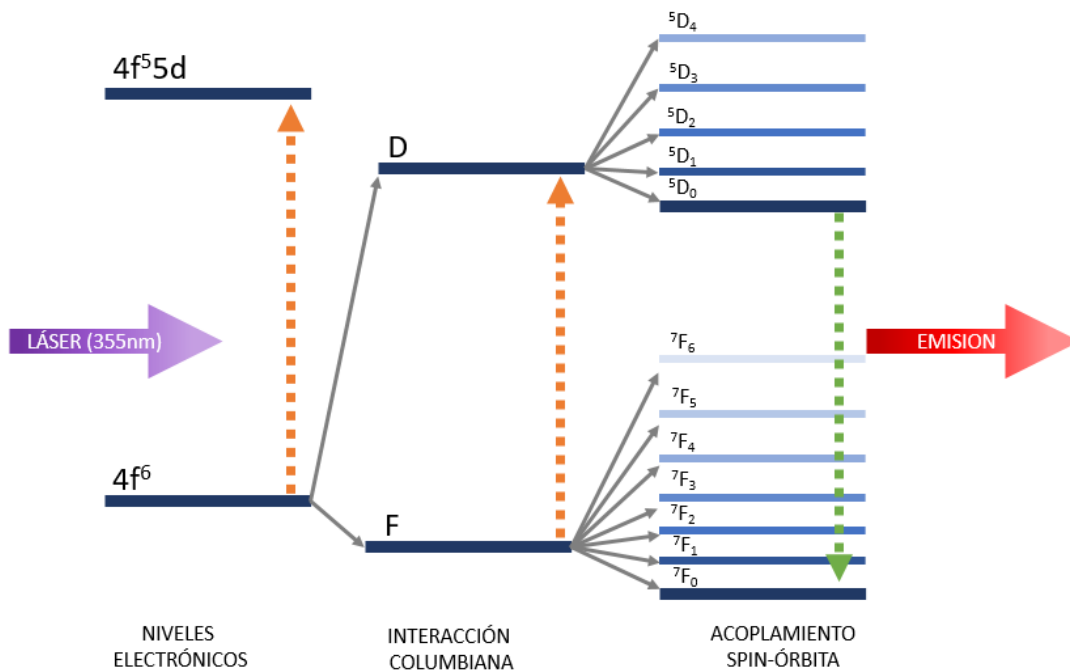 4f⁵5d
4f⁶
LÁSER (355nm)
D
F
⁵D₄
⁵D₃
⁵D₂
⁵D₁
⁵D₀
⁷F₆
⁷F₅
⁷F₄
⁷F₃
⁷F₂
⁷F₁
⁷F₀
EMISION
NIVELES
ELECTRÓNICOS
INTERACCIÓN
COLUMBIANA
ACOPLAMIENTO
SPIN-ÓRBITA